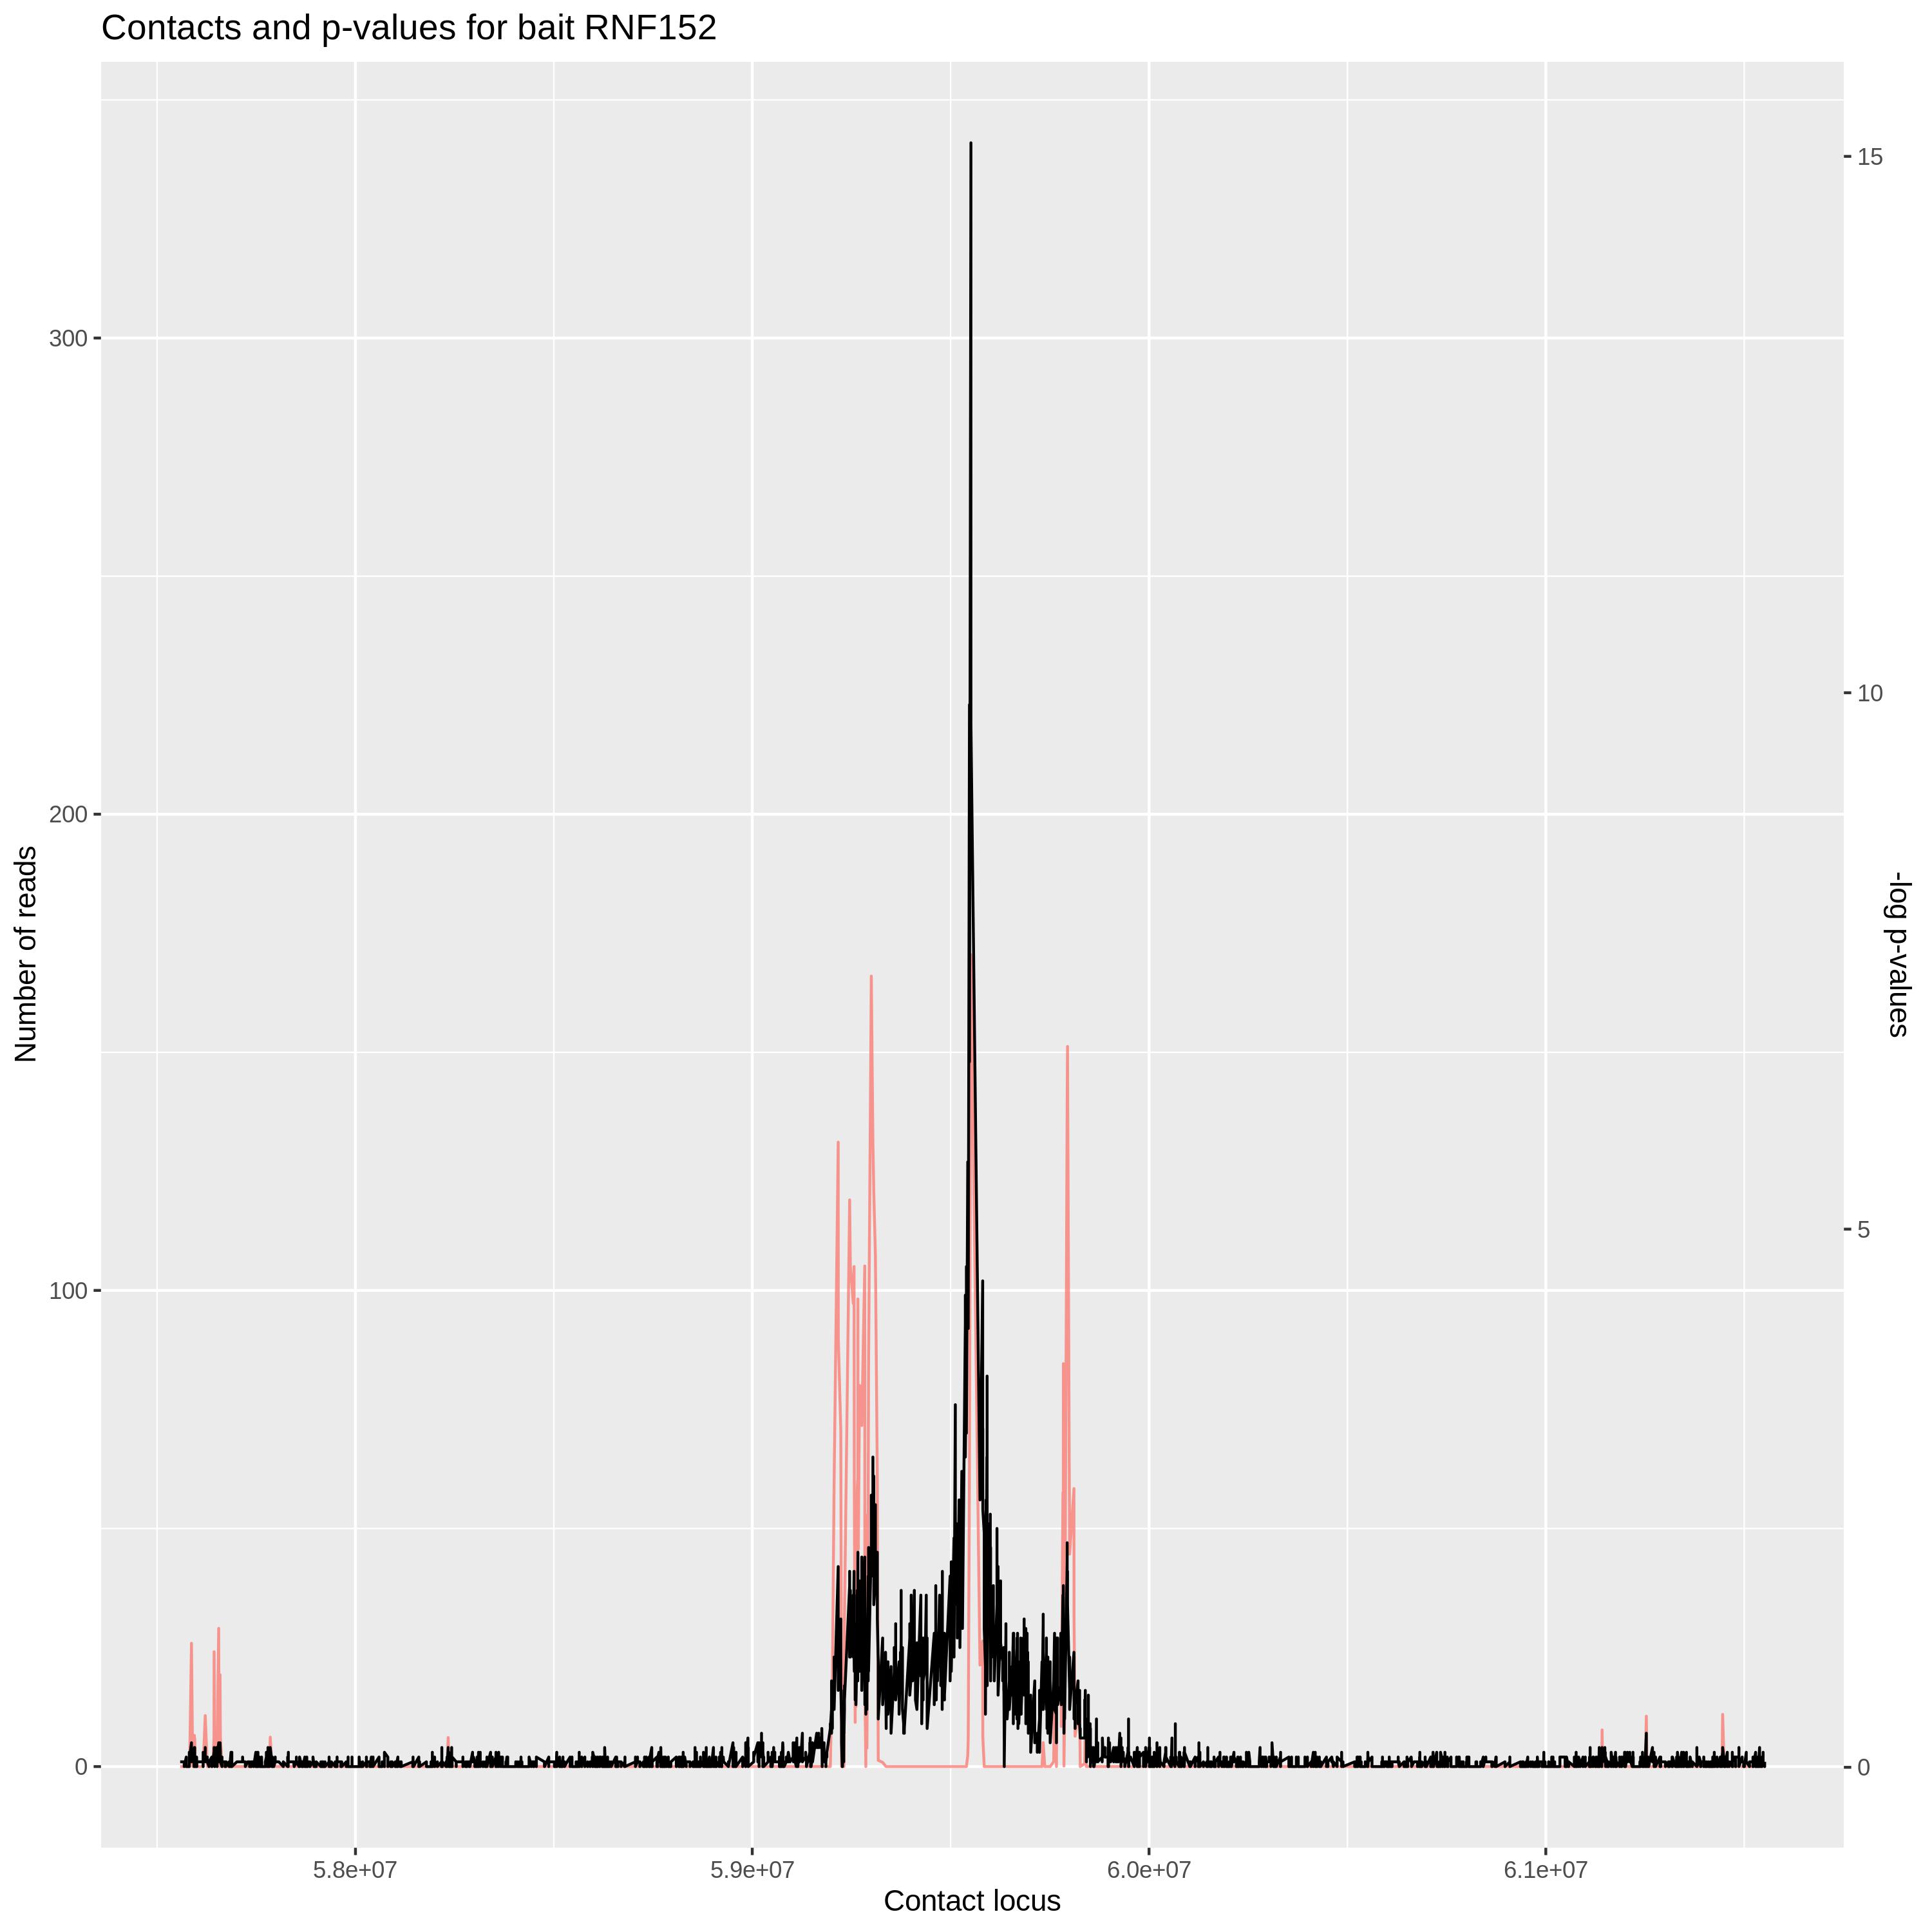 Contacts and p-values for bait RNF152
300
200
100
0
Number of reads
15
10
5
0
-log p-values
5.8e+07
5.9e+07
6.0e+07
6.1e+07
Contact locus